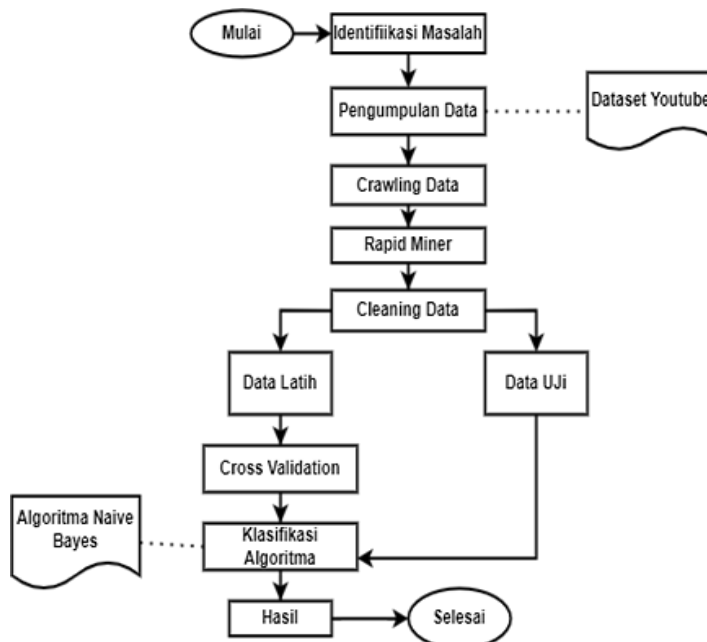 Mulai
Identifiikasi Masalah
Pengumpulan Data
Dataset Youtube
Crawling Data
Rapid Miner
Cleaning Data
Data Latih
Data UJi
Cross Validation
Algoritma Naive
Bayes
Klasifikasi
Algoritma
Hasil
Selesai